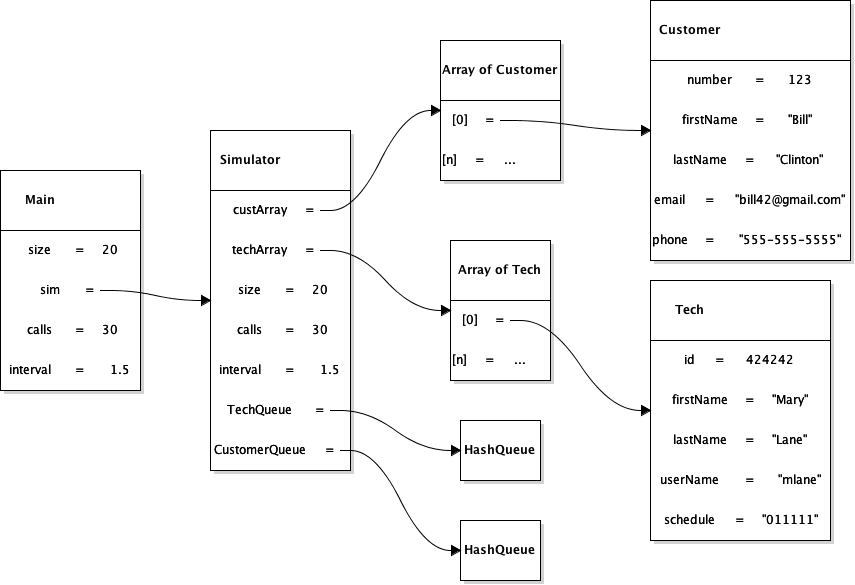 Main
size = 20
sim =
calls = 30
interval = 1.5
Simulator
custArray =
techArray =
size = 20
calls = 30
interval = 1.5
TechQueue =
CustomerQueue =
Array of Customer
[0] =
[n] = ...
Array of Tech
[0] =
[n] = ...
HashQueue
HashQueue
Customer
number = 123
firstName = "Bill"
lastName = "Clinton"
email = "bill42@gmail.com"
phone = "555-555-5555"
Tech
id = 424242
firstName = "Mary"
lastName = "Lane"
userName = "mlane"
schedule = "011111"